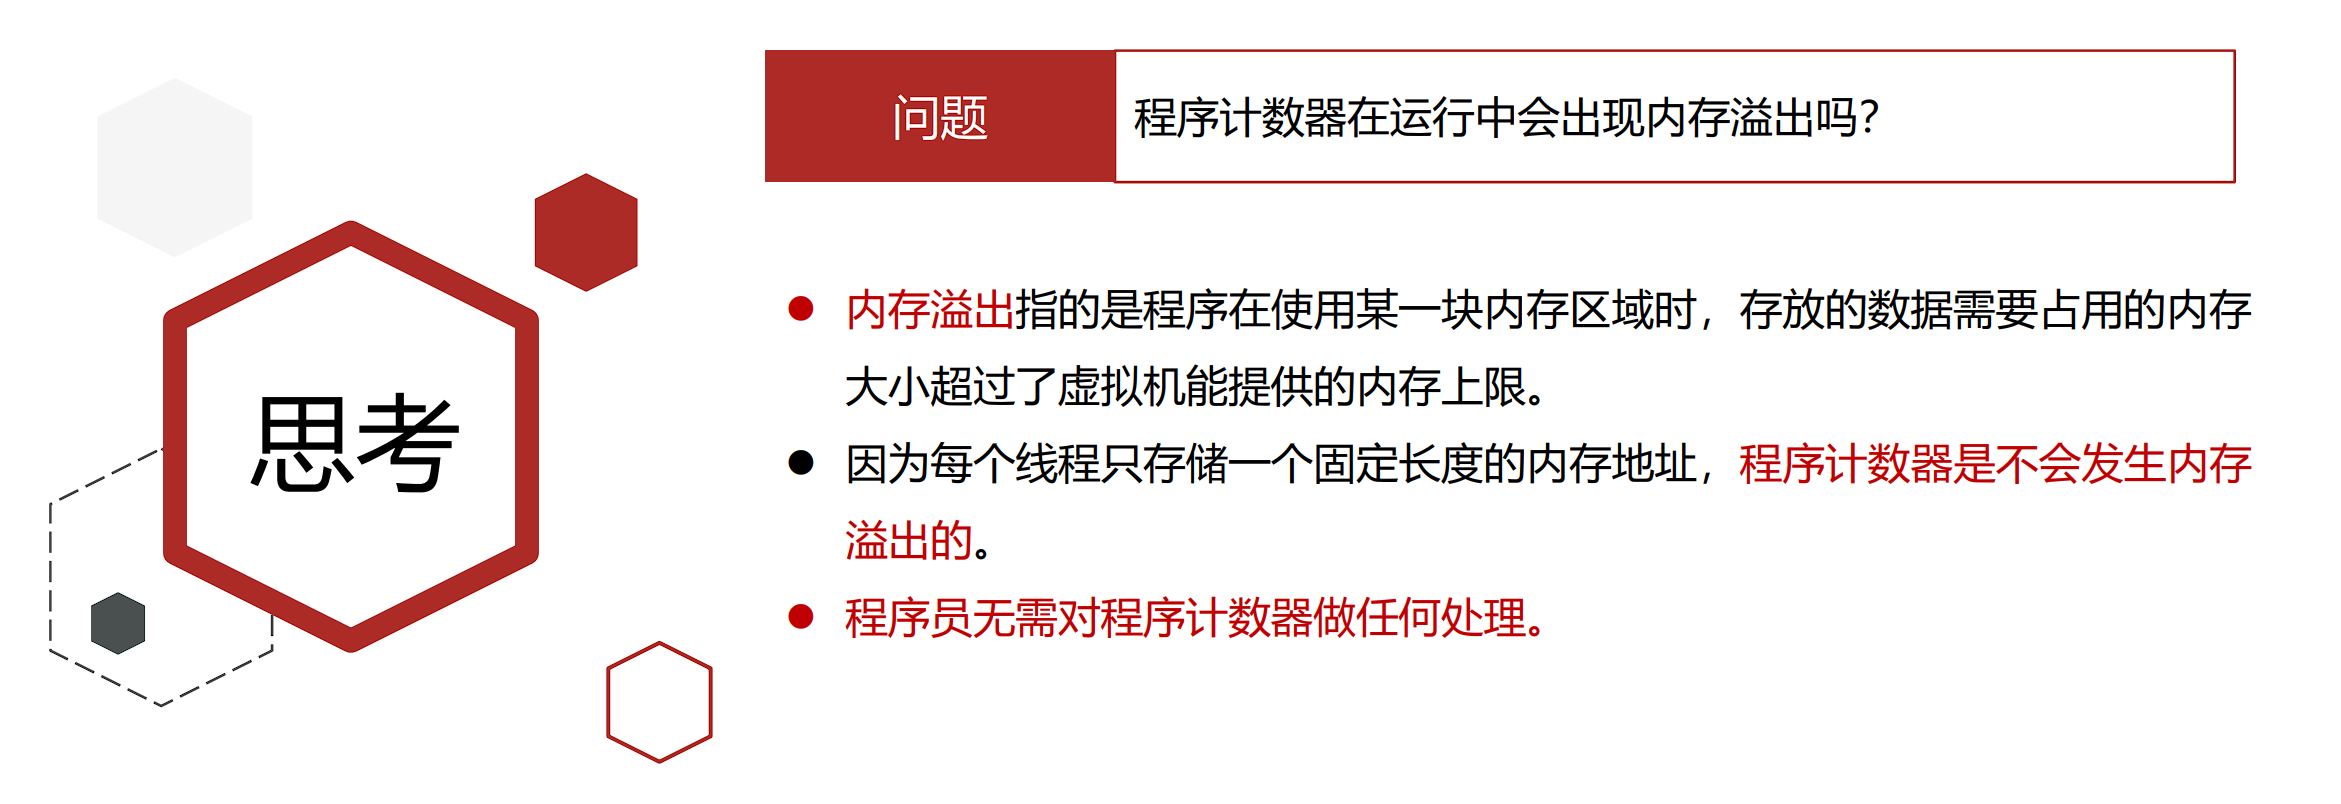 问题
程序计数器在运行中会出现内存溢出吗?
思考
内存溢出指的是程序在使用某一块内存区域时，存放的数据需要占用的内存
大小超过了虚拟机能提供的内存上限。
因为每个线程只存储一个固定长度的内存地址，程序计数器是不会发生内存
溢出的。
程序员无需对程序计数器做任何处理。